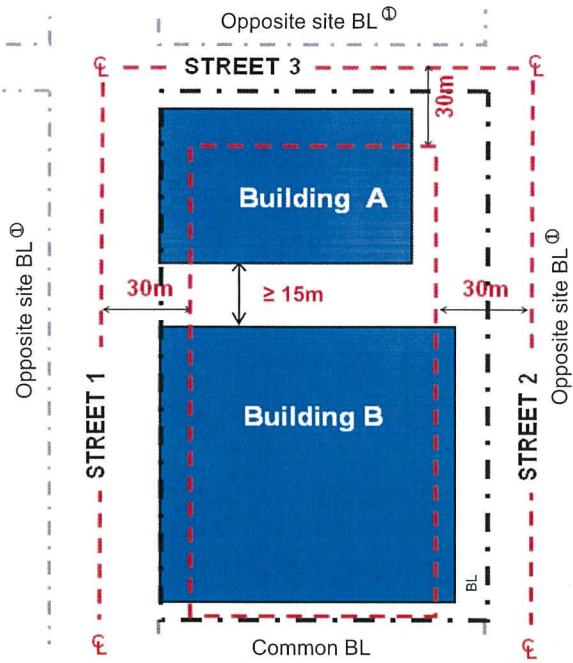 Opposite site BL ①
℄ STREET 3 ℄
30m
Building A
Opposite site BL ①
Opposite site BL ①
30m
≥ 15m
30m
STREET 1
STREET 2
Building B
BL
℄
Common BL
℄